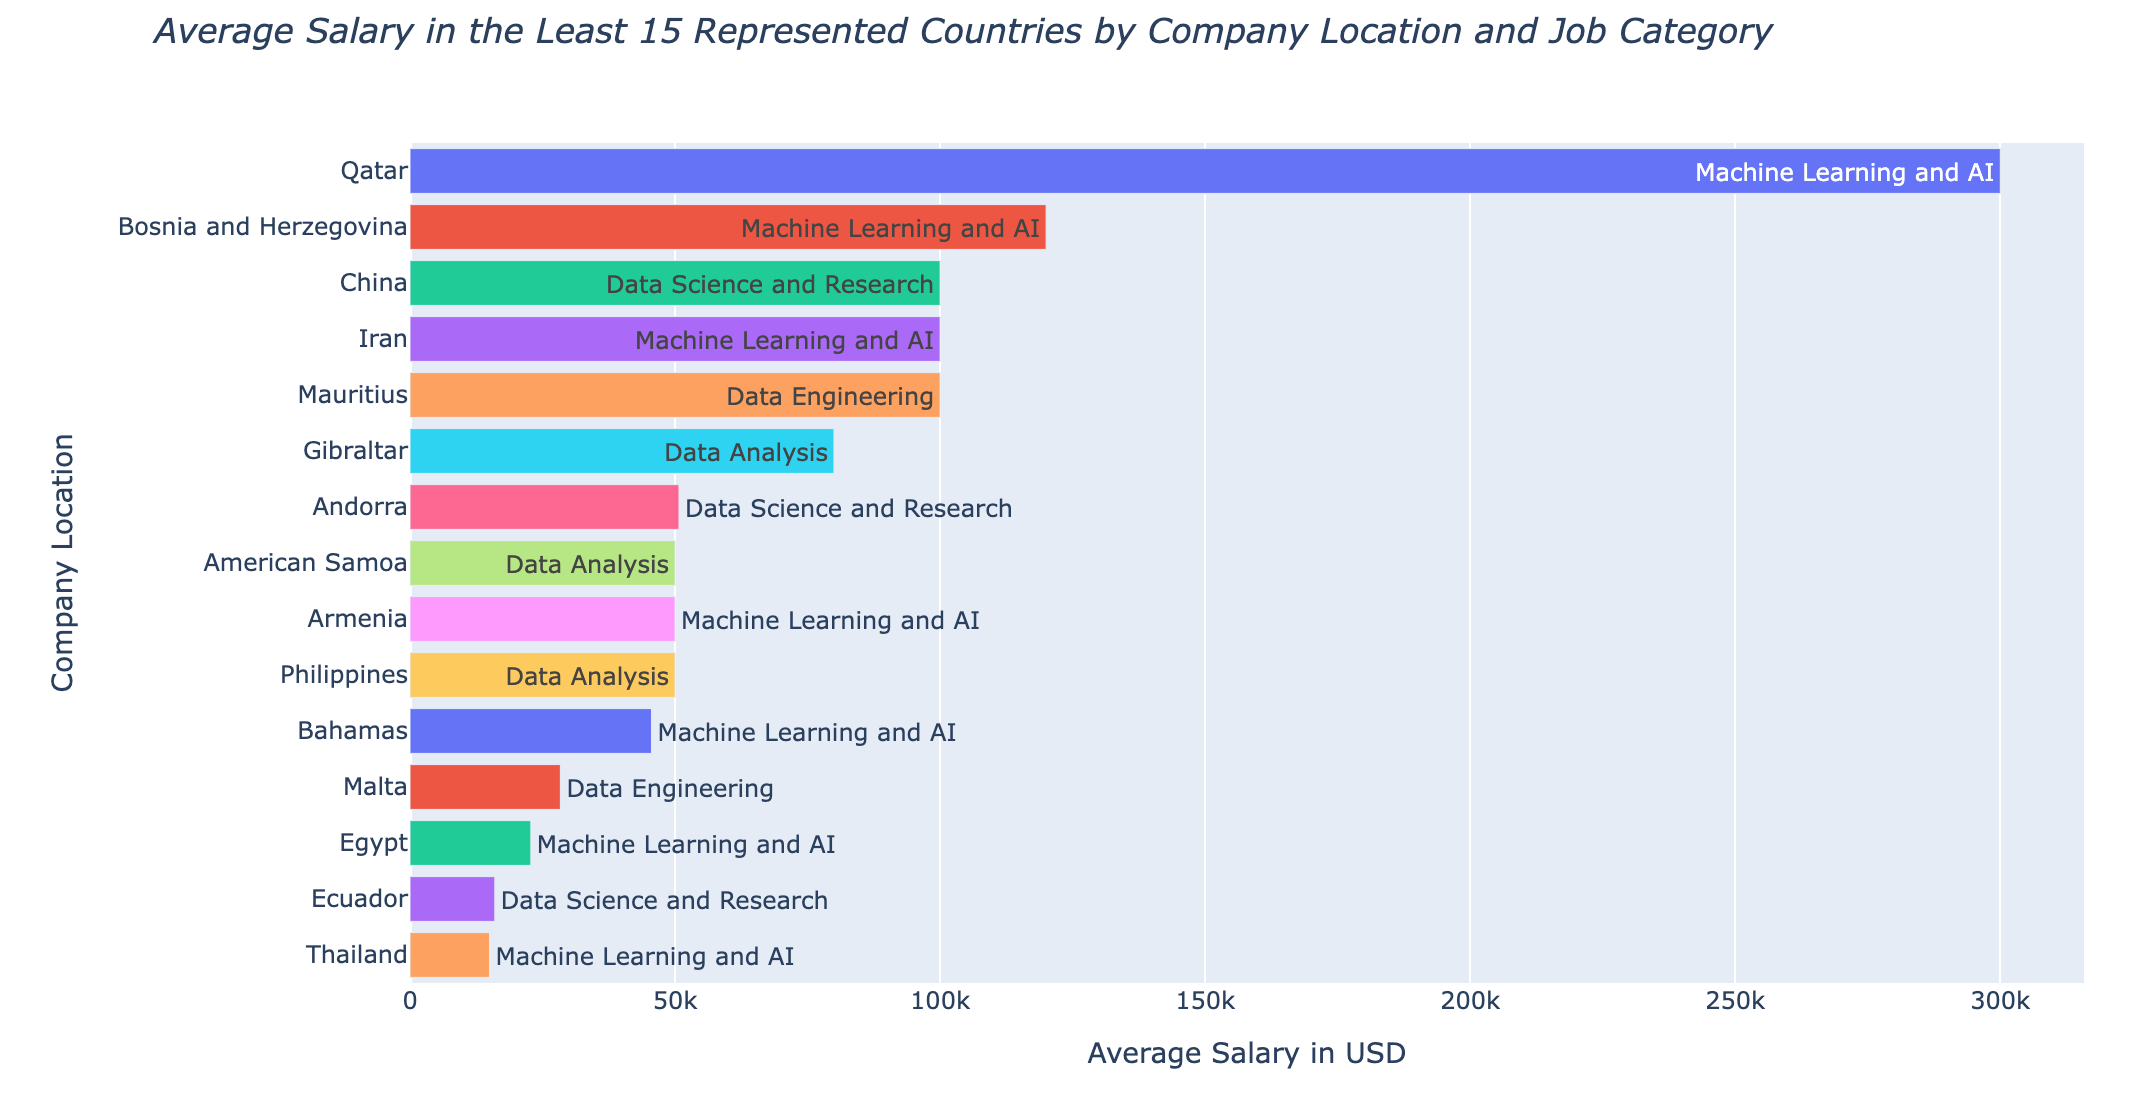 Average Salary in the Least 15 Represented Countries by Company Location and Job Category
Qatar
Machine Learning and AI
Bosnia and Herzegovina
Machine Learning and AI
China
Data Science and Research
Iran
Machine Learning and AI
Mauritius
Data Engineering
Gibraltar
Data Analysis
Andorra
Data Science and Research
American Samoa
Data Analysis
Armenia
Machine Learning and AI
Philippines
Data Analysis
Bahamas
Machine Learning and AI
Malta
Data Engineering
Egypt
Machine Learning and AI
Ecuador
Data Science and Research
Thailand
Machine Learning and AI
Company Location
0 50k 100k 150k 200k 250k 300k
Average Salary in USD